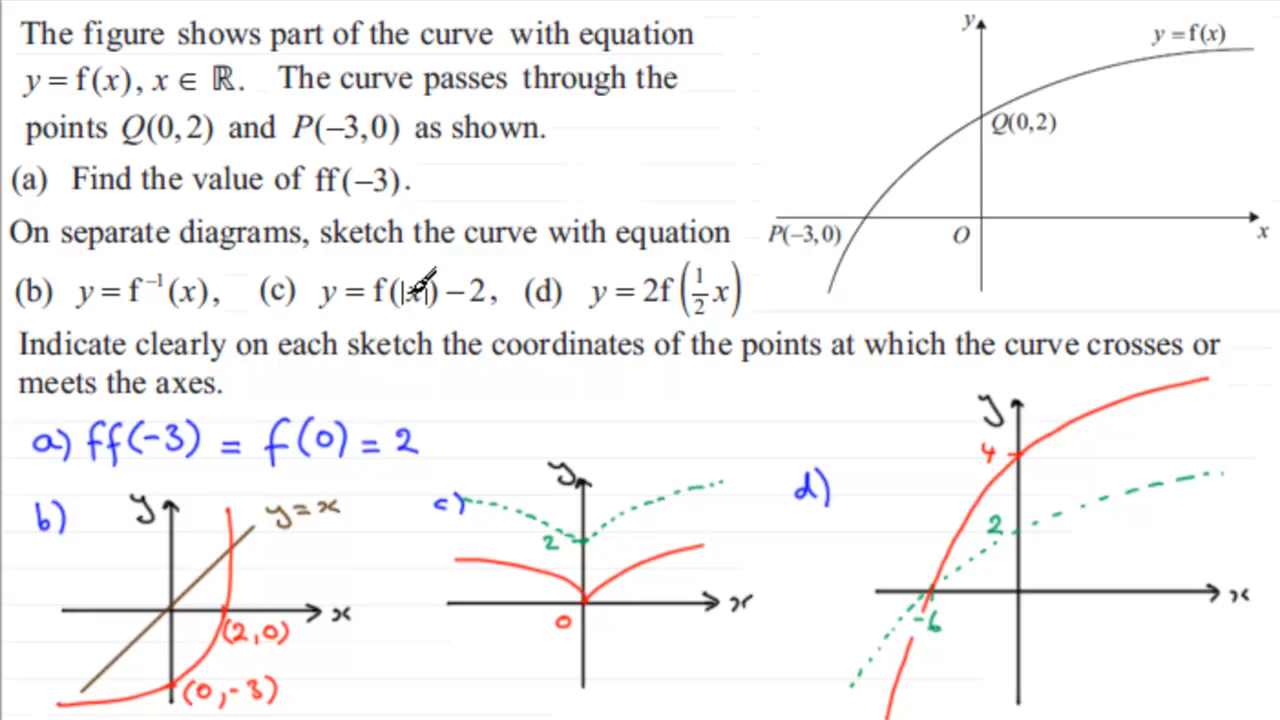 The figure shows part of the curve with equation
y = f(x), x ∈ ℝ. The curve passes through the
points Q(0, 2) and P(−3, 0) as shown.
(a) Find the value of ff(−3).
On separate diagrams, sketch the curve with equation
(b) y = f⁻¹(x), (c) y = f(|x|) − 2, (d) y = 2f(½x)
Indicate clearly on each sketch the coordinates of the points at which the curve crosses or
meets the axes.
y
y = f(x)
Q(0, 2)
P(−3, 0)
O
x
a) ff(-3) = f(0) = 2
b)
y
y=x
x
(2,0)
(0,-3)
c)
y
2
x
0
d)
y
4
2
x
-6